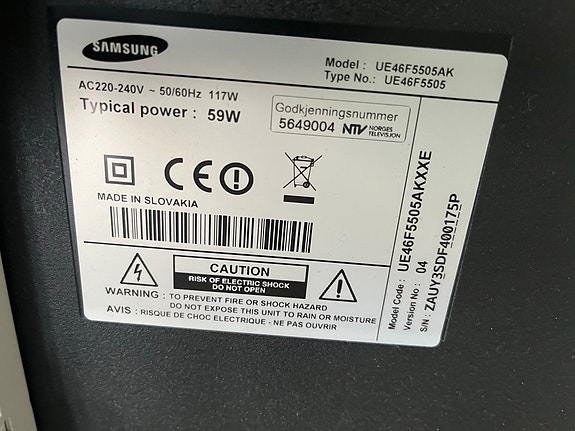 SAMSUNG
Model : UE46F5505AK
Type No.: UE46F5505
AC220-240V ~ 50/60Hz 117W
Typical power : 59W
Godkjenningsnummer
5649004 NTV NORGES
TELEVISJON
MADE IN SLOVAKIA
CAUTION
RISK OF ELECTRIC SHOCK
DO NOT OPEN
WARNING : TO PREVENT FIRE OR SHOCK HAZARD
DO NOT EXPOSE THIS UNIT TO RAIN OR MOISTURE
AVIS : RISQUE DE CHOC ELECTRIQUE - NE PAS OUVRIR
Model Code : UE46F5505AKXXE
Version No : 04
S/N : ZAUY3SDF400175P